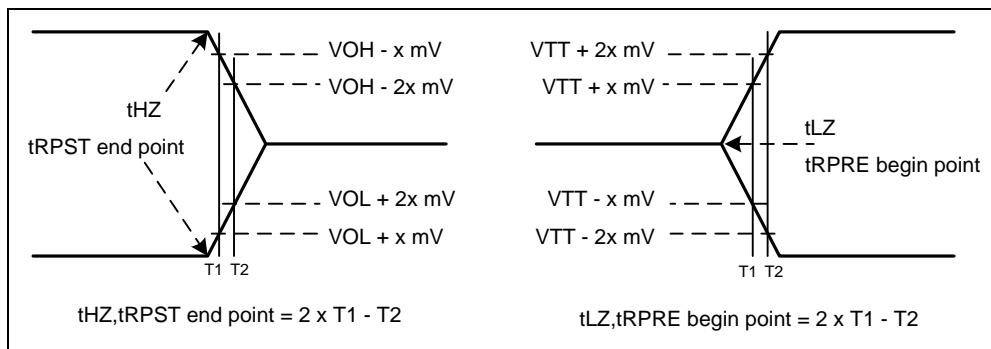 VOH - x mV
VOH - 2x mV
tHZ
tRPST end point
VOL + 2x mV
VOL + x mV
T1 T2
tHZ,tRPST end point = 2 x T1 - T2
VTT + 2x mV
VTT + x mV
tLZ
tRPRE begin point
VTT - x mV
VTT - 2x mV
T1 T2
tLZ,tRPRE begin point = 2 x T1 - T2